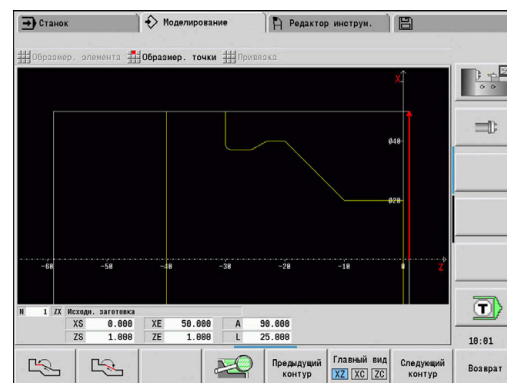 Станок
Моделирование
Редактор инструм.
Образмер. элемента
Образмер. точки
Привязка
X
Ø40
Ø20
-60 -50 -40 -30 -20 -10 0 Z
N 1 ZX Исходн. заготовка
XS 0.000 XE 50.000 A 90.000
ZS 1.000 ZE 1.000 L 25.000
T
10:01
Предыдущий контур
Главный вид
XZ XC ZC
Следующий контур
Возврат